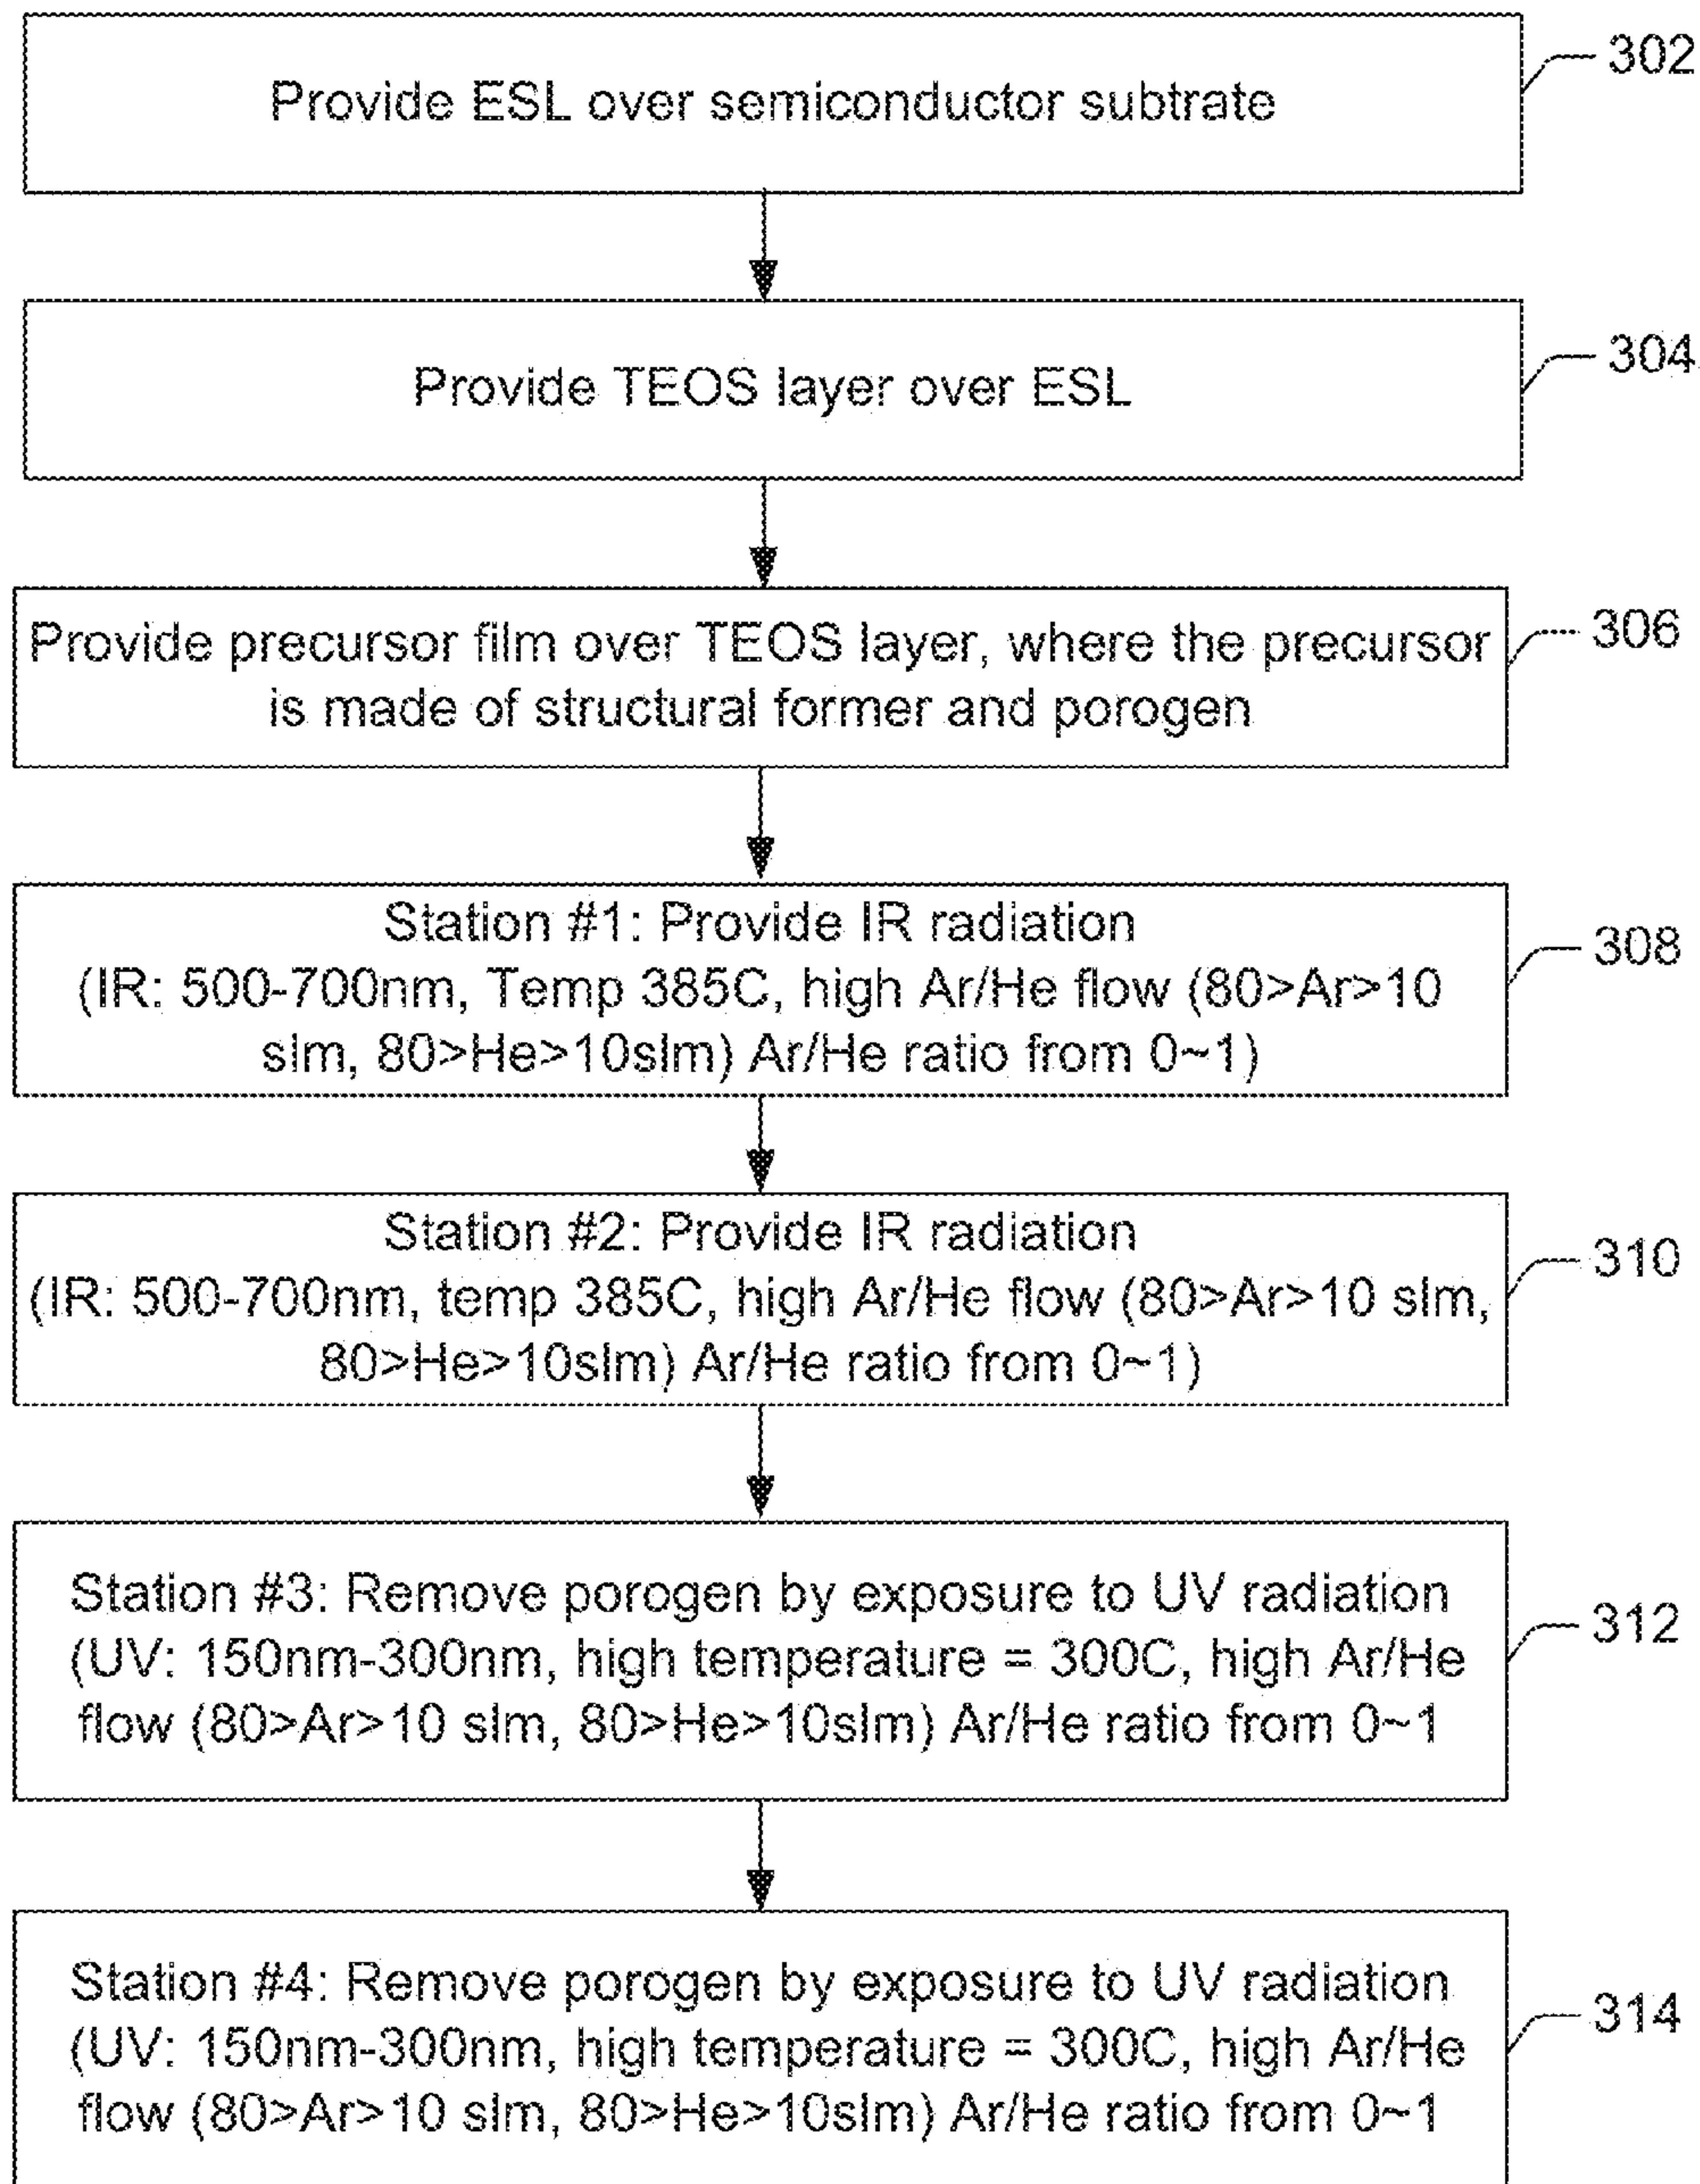 Provide ESL over semiconductor subtrate
302
Provide TEOS layer over ESL
304
Provide precursor film over TEOS layer, where the precursor
is made of structural former and porogen
306
Station #1: Provide IR radiation
(IR: 500-700nm, Temp 385C, high Ar/He flow (80>Ar>10
slm, 80>He>10slm) Ar/He ratio from 0~1)
308
Station #2: Provide IR radiation
(IR: 500-700nm, temp 385C, high Ar/He flow (80>Ar>10 slm,
80>He>10slm) Ar/He ratio from 0~1)
310
Station #3: Remove porogen by exposure to UV radiation
(UV: 150nm-300nm, high temperature = 300C, high Ar/He
flow (80>Ar>10 slm, 80>He>10slm) Ar/He ratio from 0~1
312
Station #4: Remove porogen by exposure to UV radiation
(UV: 150nm-300nm, high temperature = 300C, high Ar/He
flow (80>Ar>10 slm, 80>He>10slm) Ar/He ratio from 0~1
314